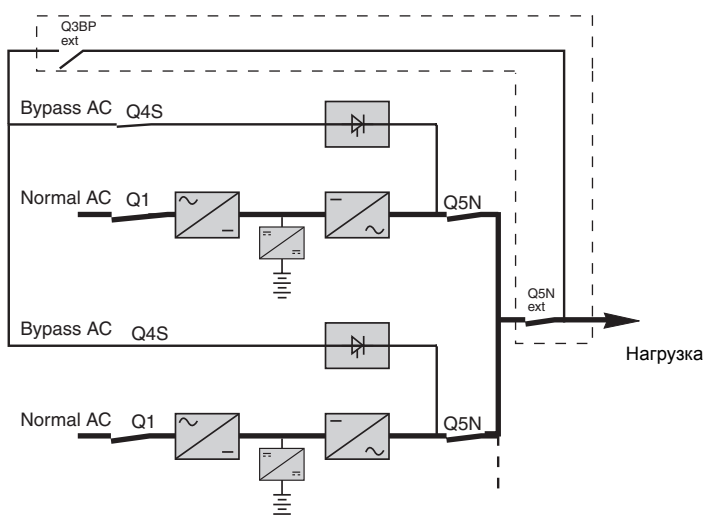 Q3BP
ext
Bypass AC Q4S
Normal AC Q1 Q5N
Q5N
ext
Bypass AC Q4S
Нагрузка
Normal AC Q1 Q5N